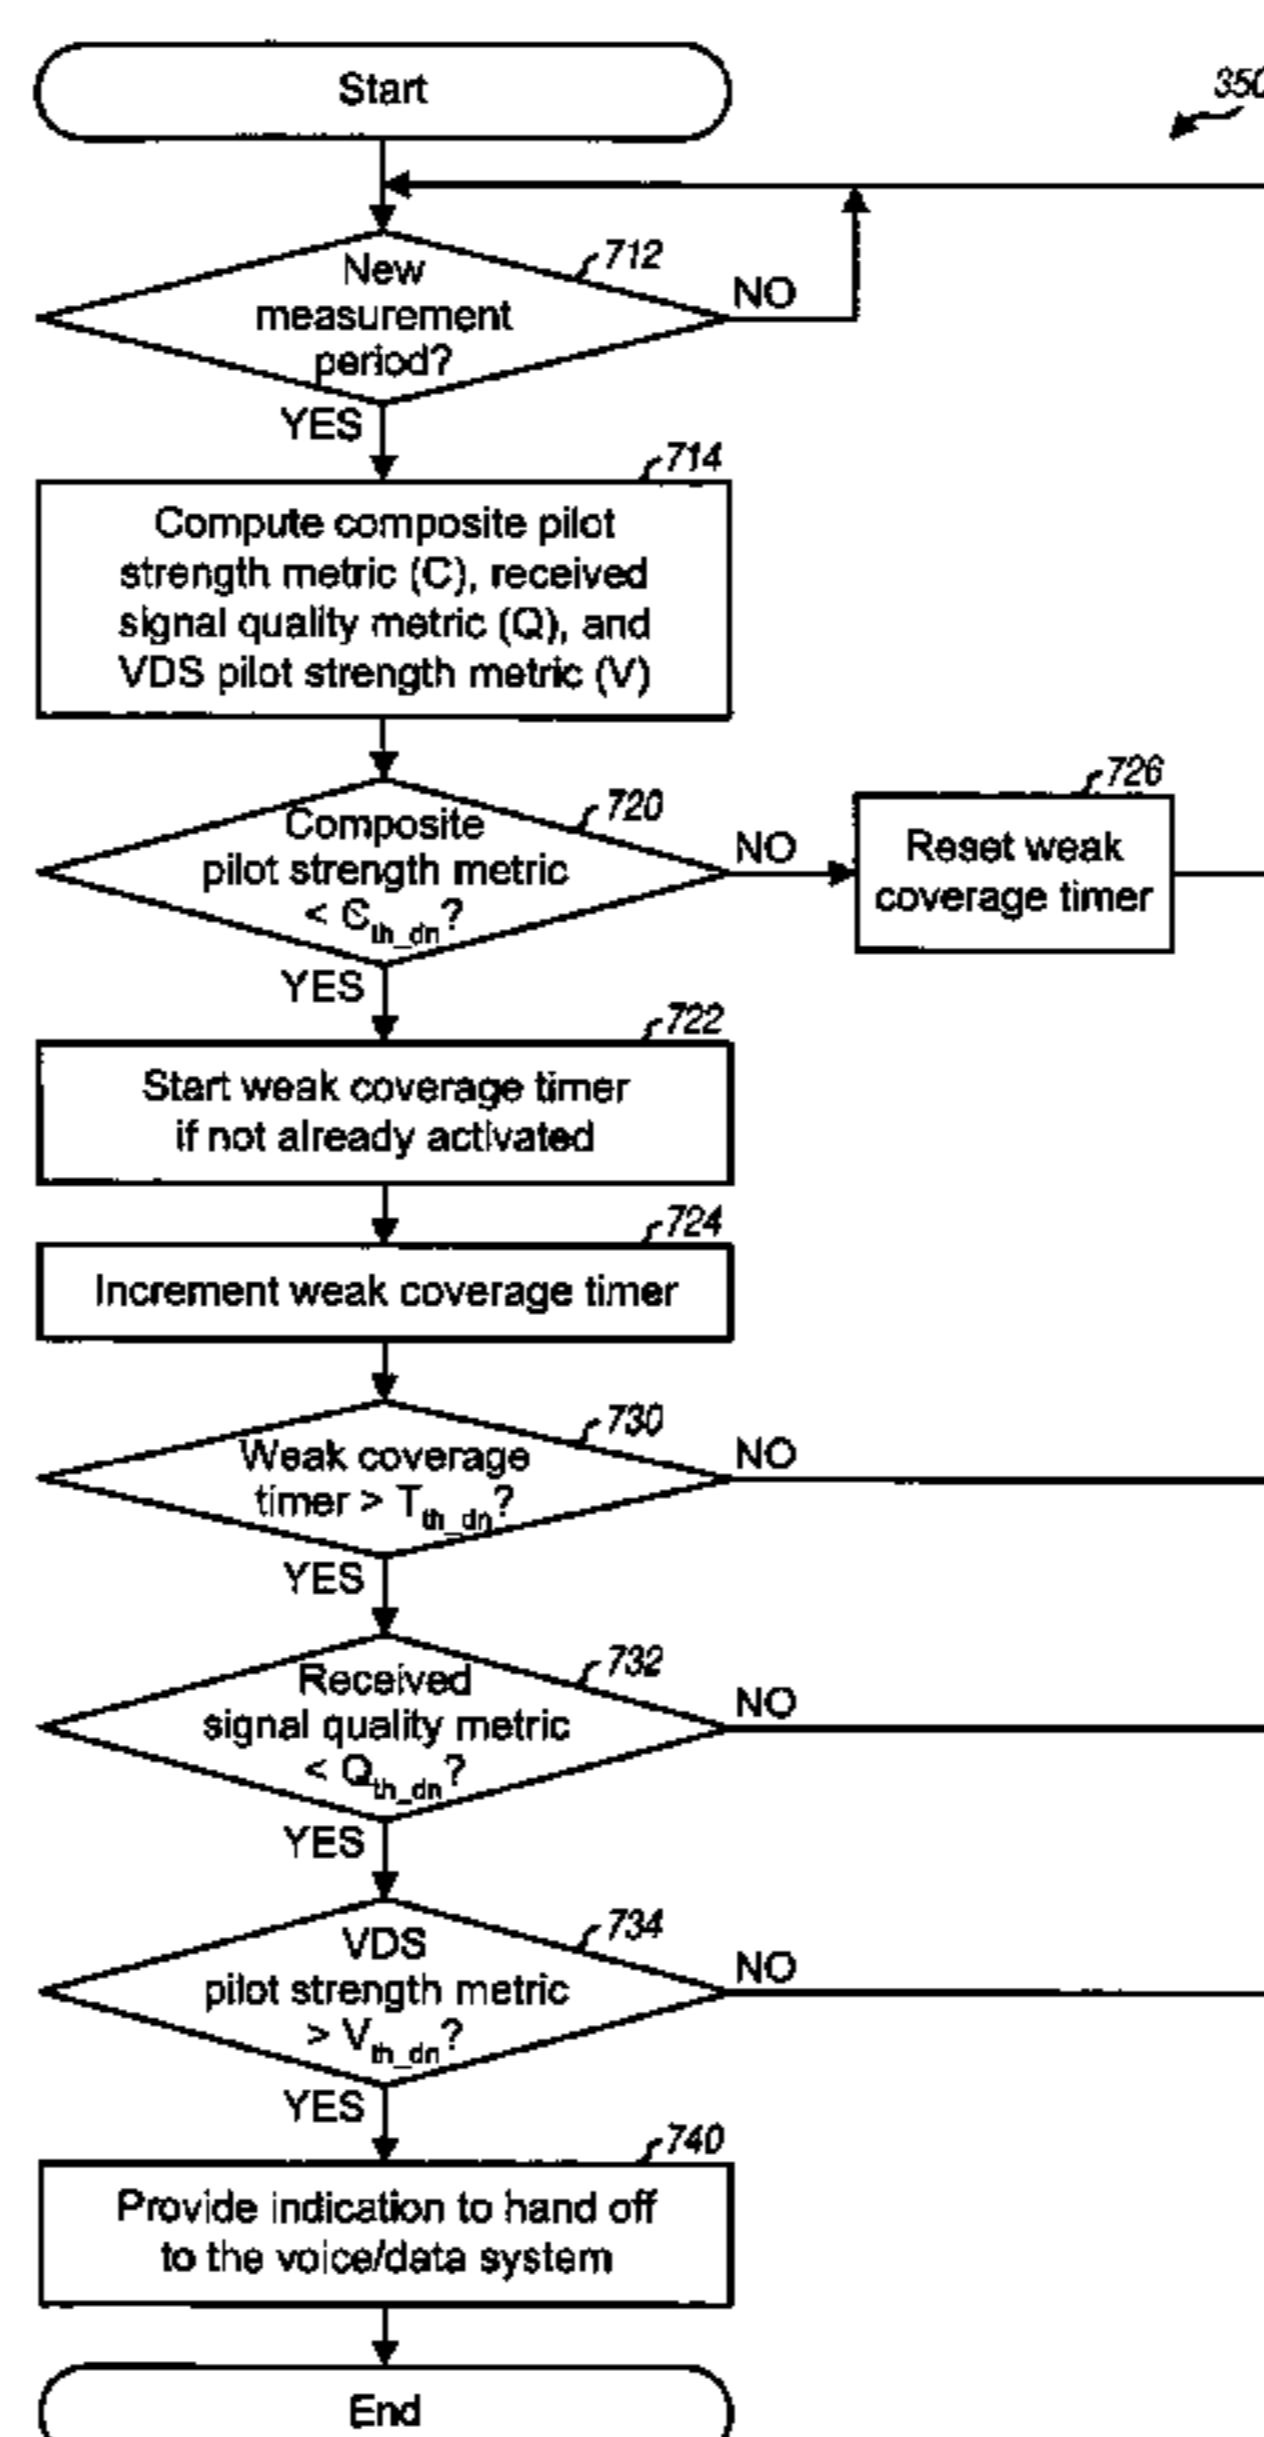 Start
350
712
New
measurement
period?
NO
YES
714
Compute composite pilot
strength metric (C), received
signal quality metric (Q), and
VDS pilot strength metric (V)
720
Composite
pilot strength metric
< C_th_dn?
NO
726
Reset weak
coverage timer
YES
722
Start weak coverage timer
if not already activated
724
Increment weak coverage timer
730
Weak coverage
timer > T_th_dn?
NO
YES
732
Received
signal quality metric
< Q_th_dn?
NO
YES
734
VDS
pilot strength metric
> V_th_dn?
NO
YES
740
Provide indication to hand off
to the voice/data system
End